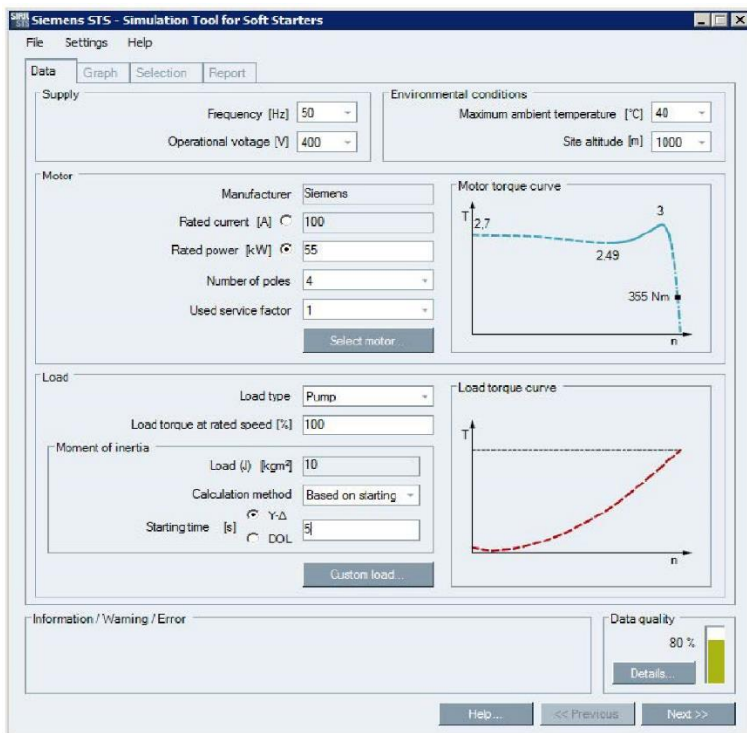 SIRIUS STS Siemens STS - Simulation Tool for Soft Starters
File Settings Help
Data Graph Selection Report
Supply
Frequency [Hz] 50
Operational voltage [V] 400
Environmental conditions
Maximum ambient temperature [°C] 40
Site altitude [m] 1000
Motor
Manufacturer Siemens
Rated current [A] 100
Rated power [kW] 55
Number of poles 4
Used service factor 1
Select motor...
Motor torque curve
T
2,7
3
2.49
355 Nm
n
Load
Load type Pump
Load torque at rated speed [%] 100
Moment of inertia
Load (J) [kgm²] 10
Calculation method Based on starting
Y-Δ
Starting time [s] 5
DOL
Custom load...
Load torque curve
T
n
Information / Warning / Error
Data quality
80 %
Details...
Help... << Previous Next >>